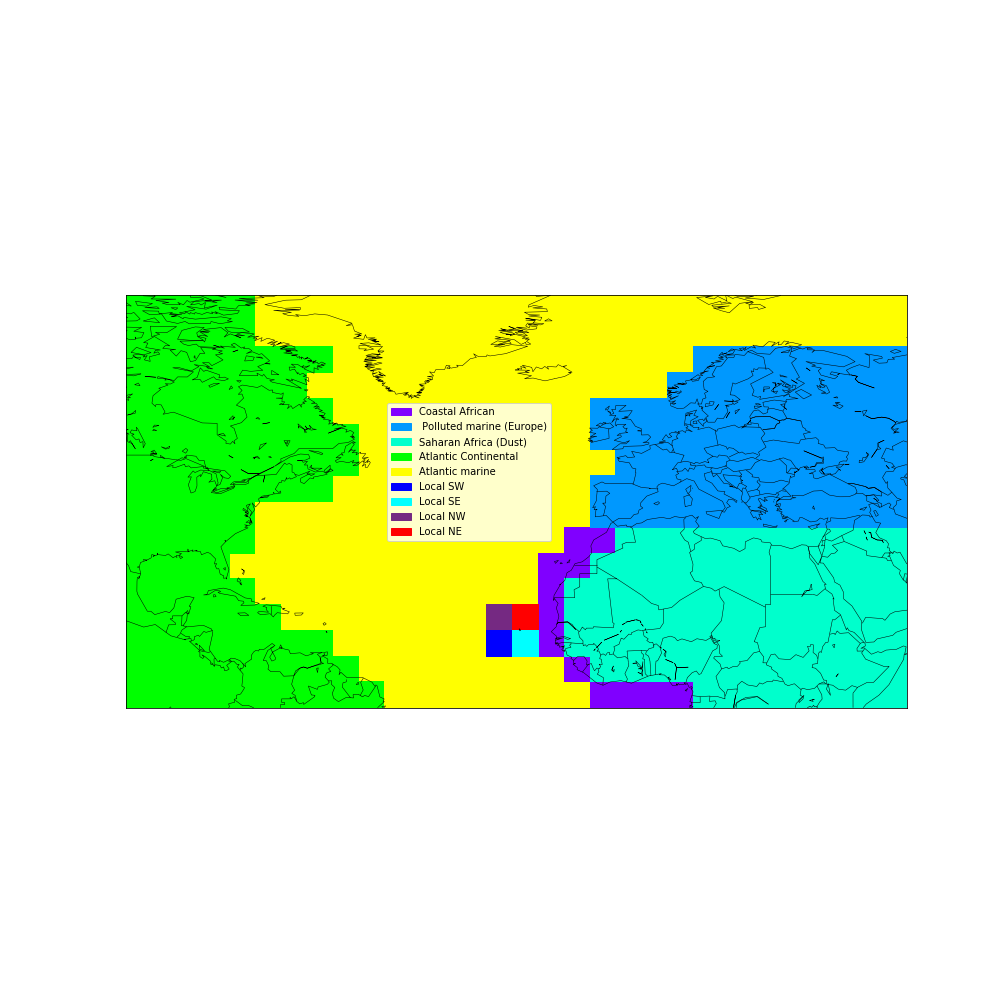 Coastal African
Polluted marine (Europe)
Saharan Africa (Dust)
Atlantic Continental
Atlantic marine
Local SW
Local SE
Local NW
Local NE